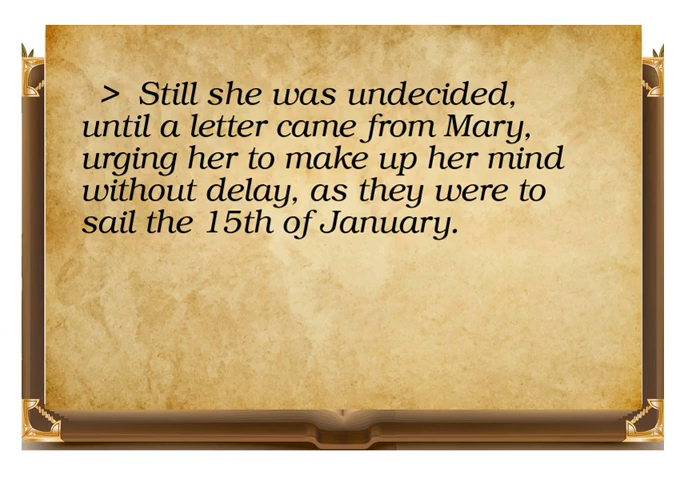 > Still she was undecided,
until a letter came from Mary,
urging her to make up her mind
without delay, as they were to
sail the 15th of January.